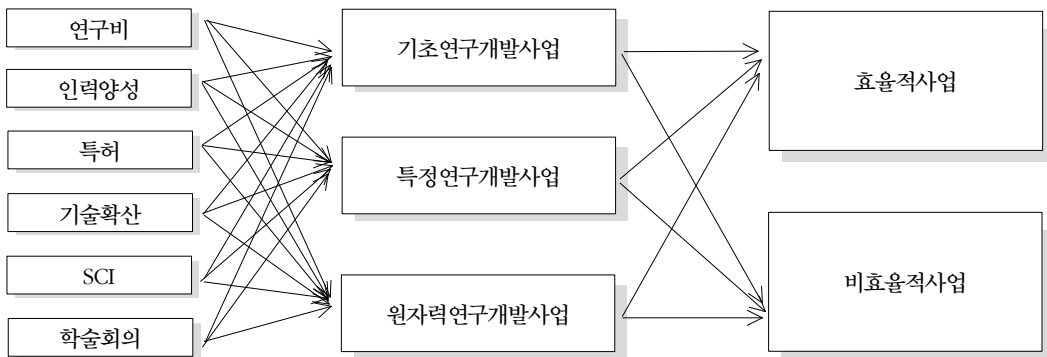 연구비
인력양성
특허
기술확산
SCI
학술회의
기초연구개발사업
특정연구개발사업
원자력연구개발사업
효율적사업
비효율적사업